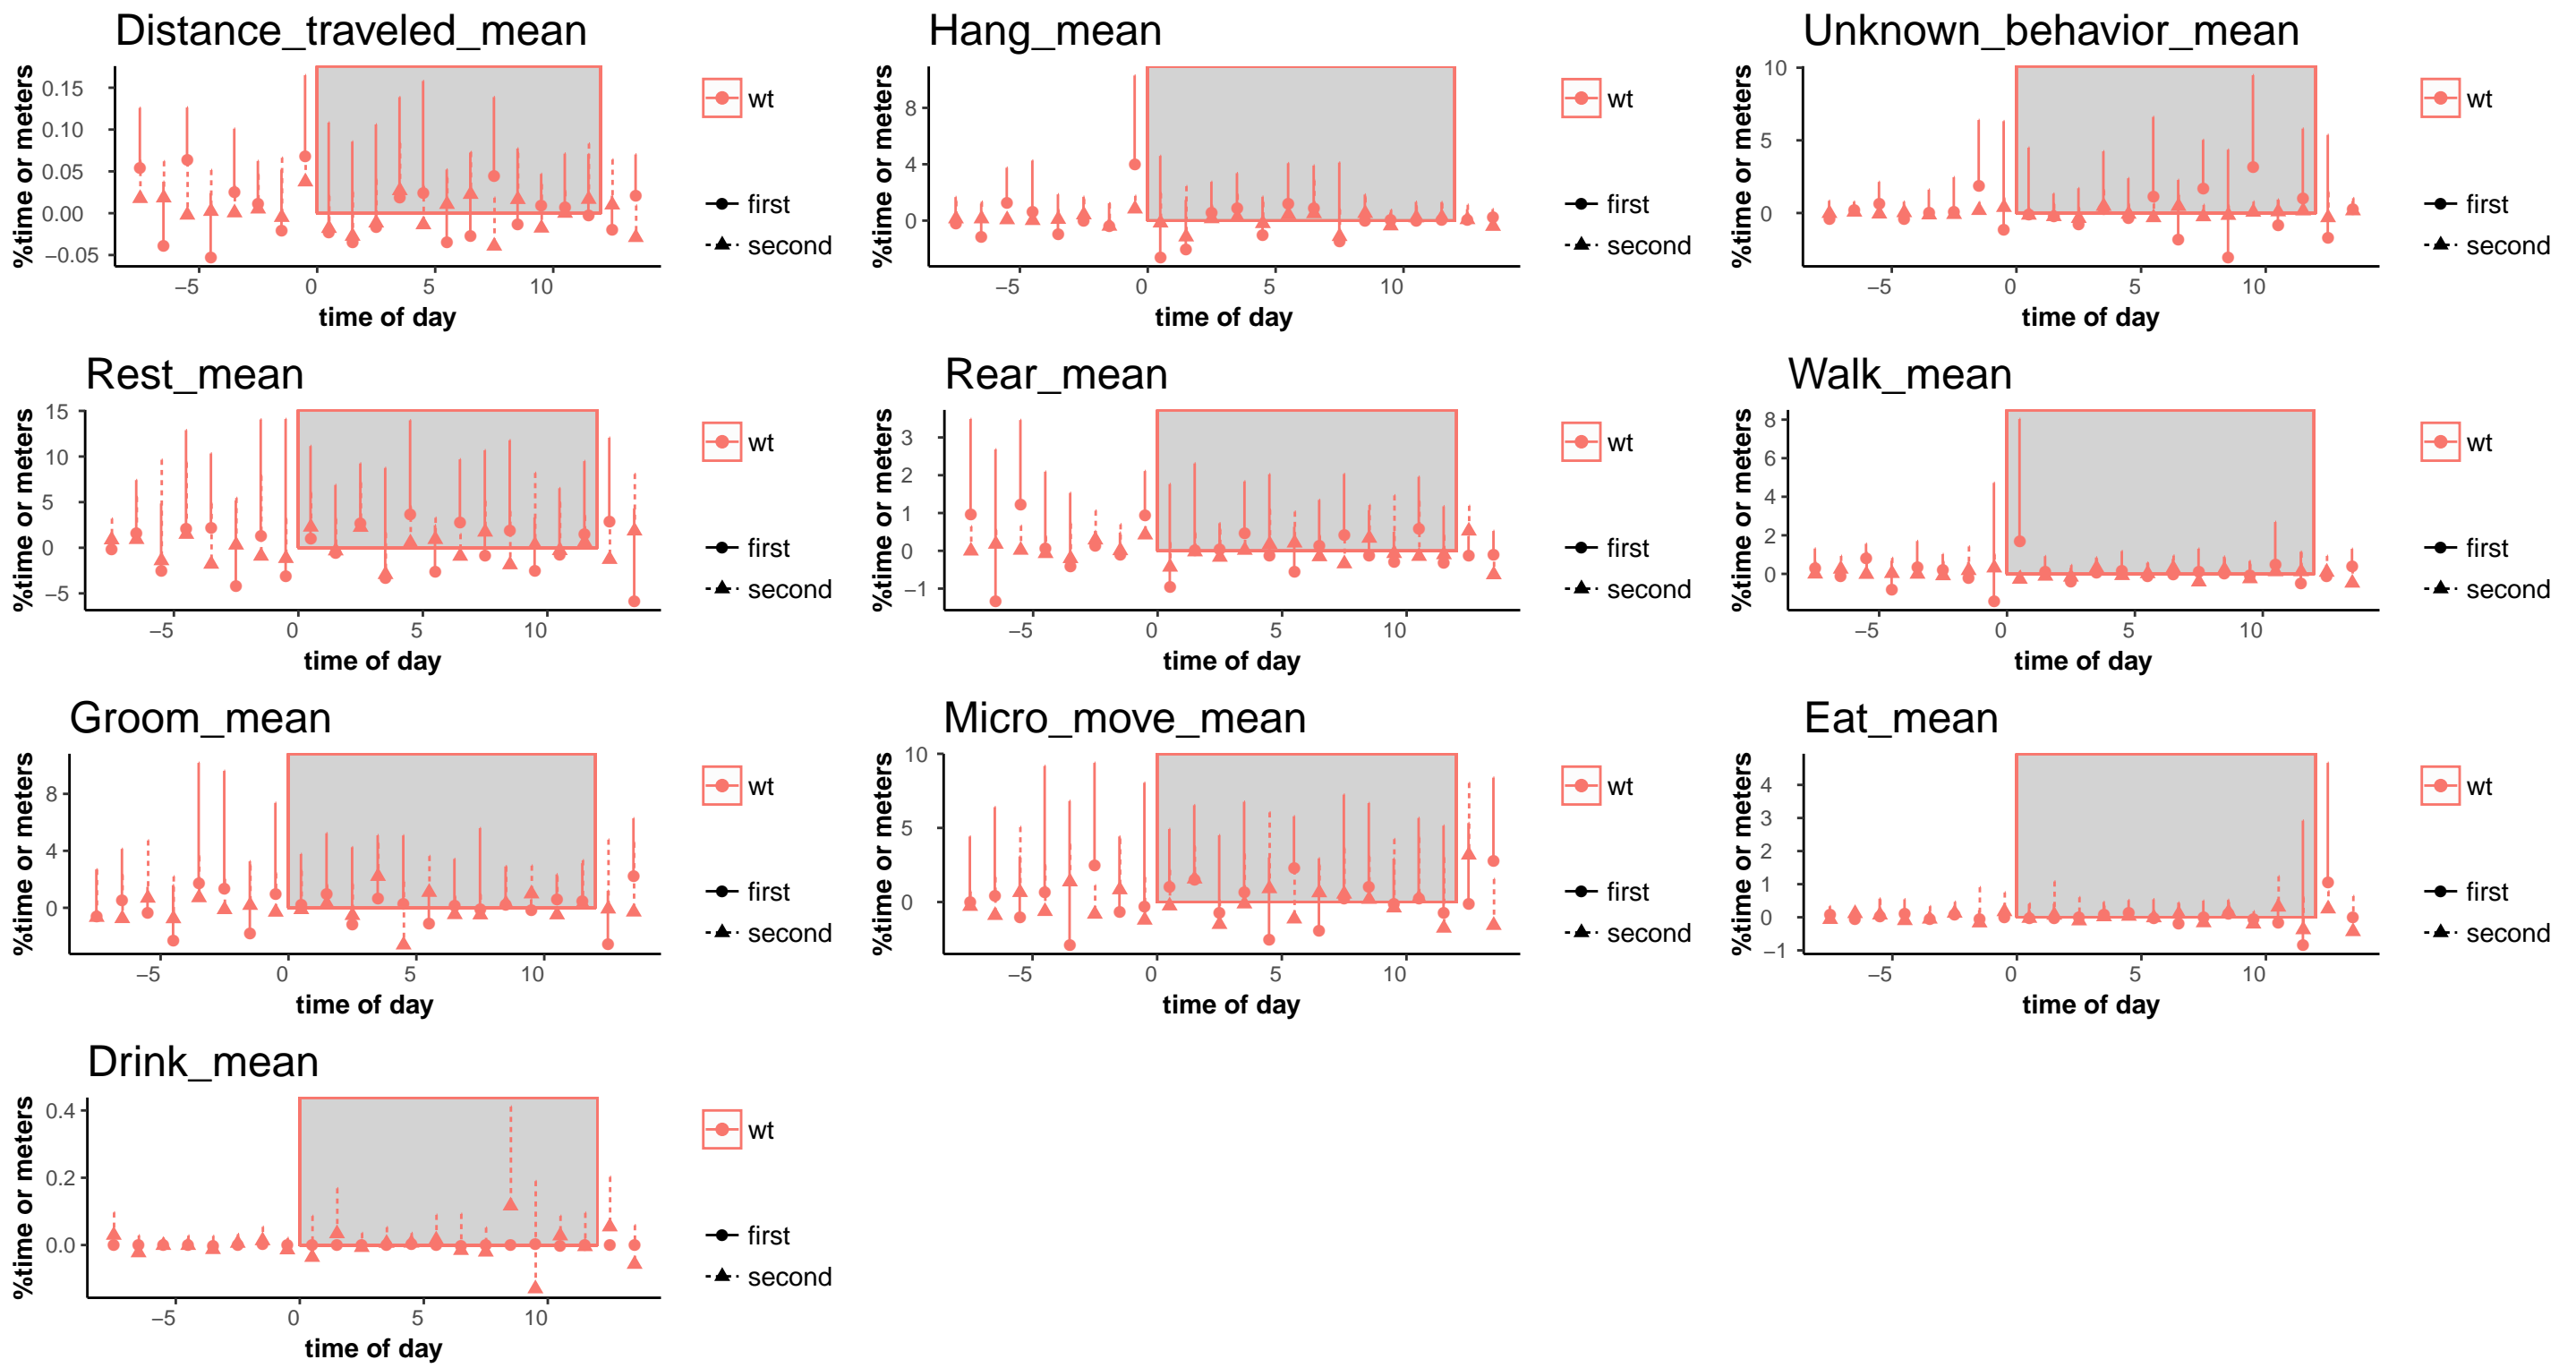 Distance_traveled_mean
%time or meters
0.15
0.10
0.05
0.00
−0.05
−5
0
5
10
time of day
wt
first
second
Hang_mean
%time or meters
8
4
0
−5
0
5
10
time of day
wt
first
second
Unknown_behavior_mean
%time or meters
10
5
0
−5
0
5
10
time of day
wt
first
second
Rest_mean
%time or meters
15
10
5
0
−5
−5
0
5
10
time of day
wt
first
second
Rear_mean
%time or meters
3
2
1
0
−1
−5
0
5
10
time of day
wt
first
second
Walk_mean
%time or meters
8
6
4
2
0
−5
0
5
10
time of day
wt
first
second
Groom_mean
%time or meters
8
4
0
−5
0
5
10
time of day
wt
first
second
Micro_move_mean
%time or meters
10
5
0
−5
0
5
10
time of day
wt
first
second
Eat_mean
%time or meters
4
3
2
1
0
−1
−5
0
5
10
time of day
wt
first
second
Drink_mean
%time or meters
0.4
0.2
0.0
−5
0
5
10
time of day
wt
first
second